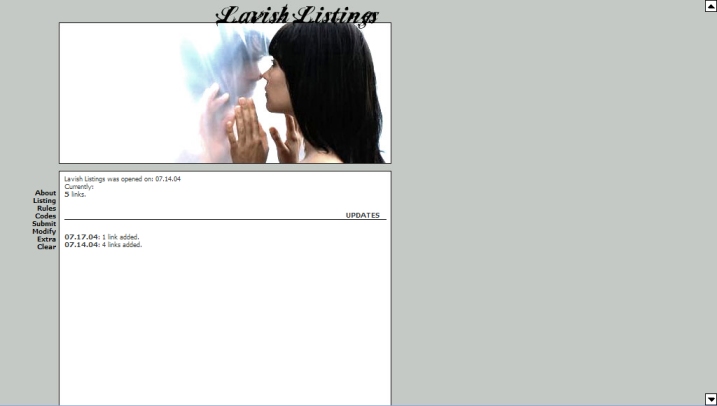 Lavish Listings
Lavish Listings was opened on: 07.14.04
Currently:
5 links.
About
Listing
Rules
Codes
Submit
Modify
Extra
Clear
UPDATES
07.17.04: 1 link added.
07.14.04: 4 links added.